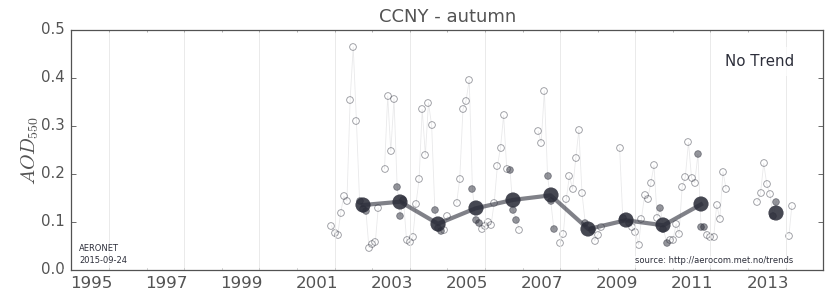 CCNY - autumn
0.5
No Trend
0.4
0.3
AOD550
0.2
0.1
AERONET
2015-09-24
source: http://aerocom.met.no/trends
0.0
1995 1997 1999 2001 2003 2005 2007 2009 2011 2013